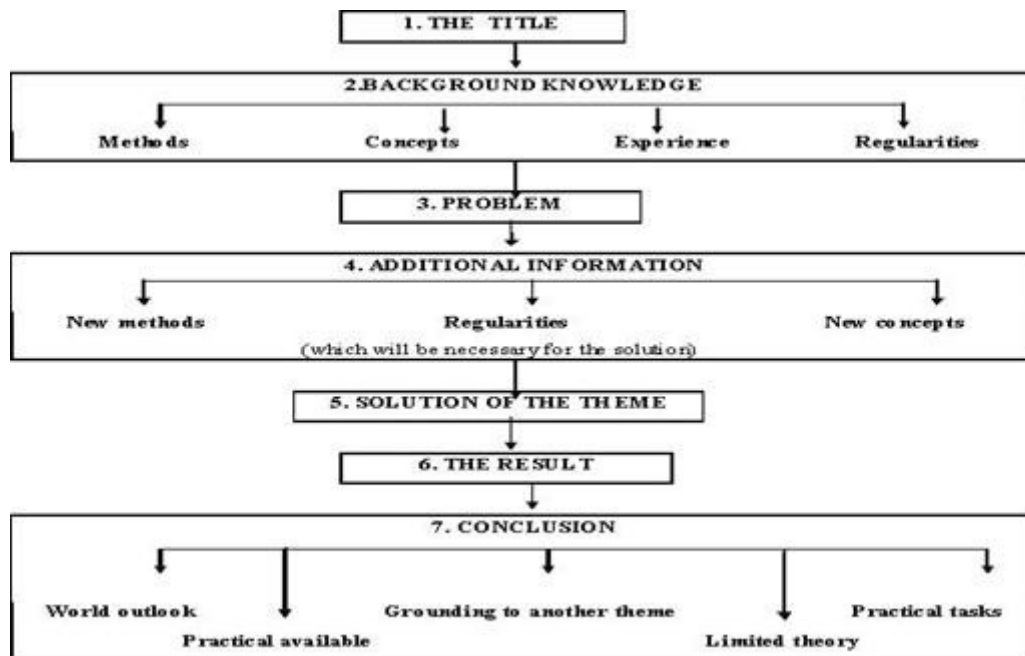 1. THE TITLE
2.BACKGROUND KNOWLEDGE
Methods Concepts Experience Regularities
3. PROBLEM
4. ADDITIONAL INFORMATION
New methods Regularities New concepts
(which will be necessary for the solution)
5. SOLUTION OF THE THEME
6. THE RESULT
7. CONCLUSION
World outlook Grounding to another theme Practical tasks
Practical available Limited theory